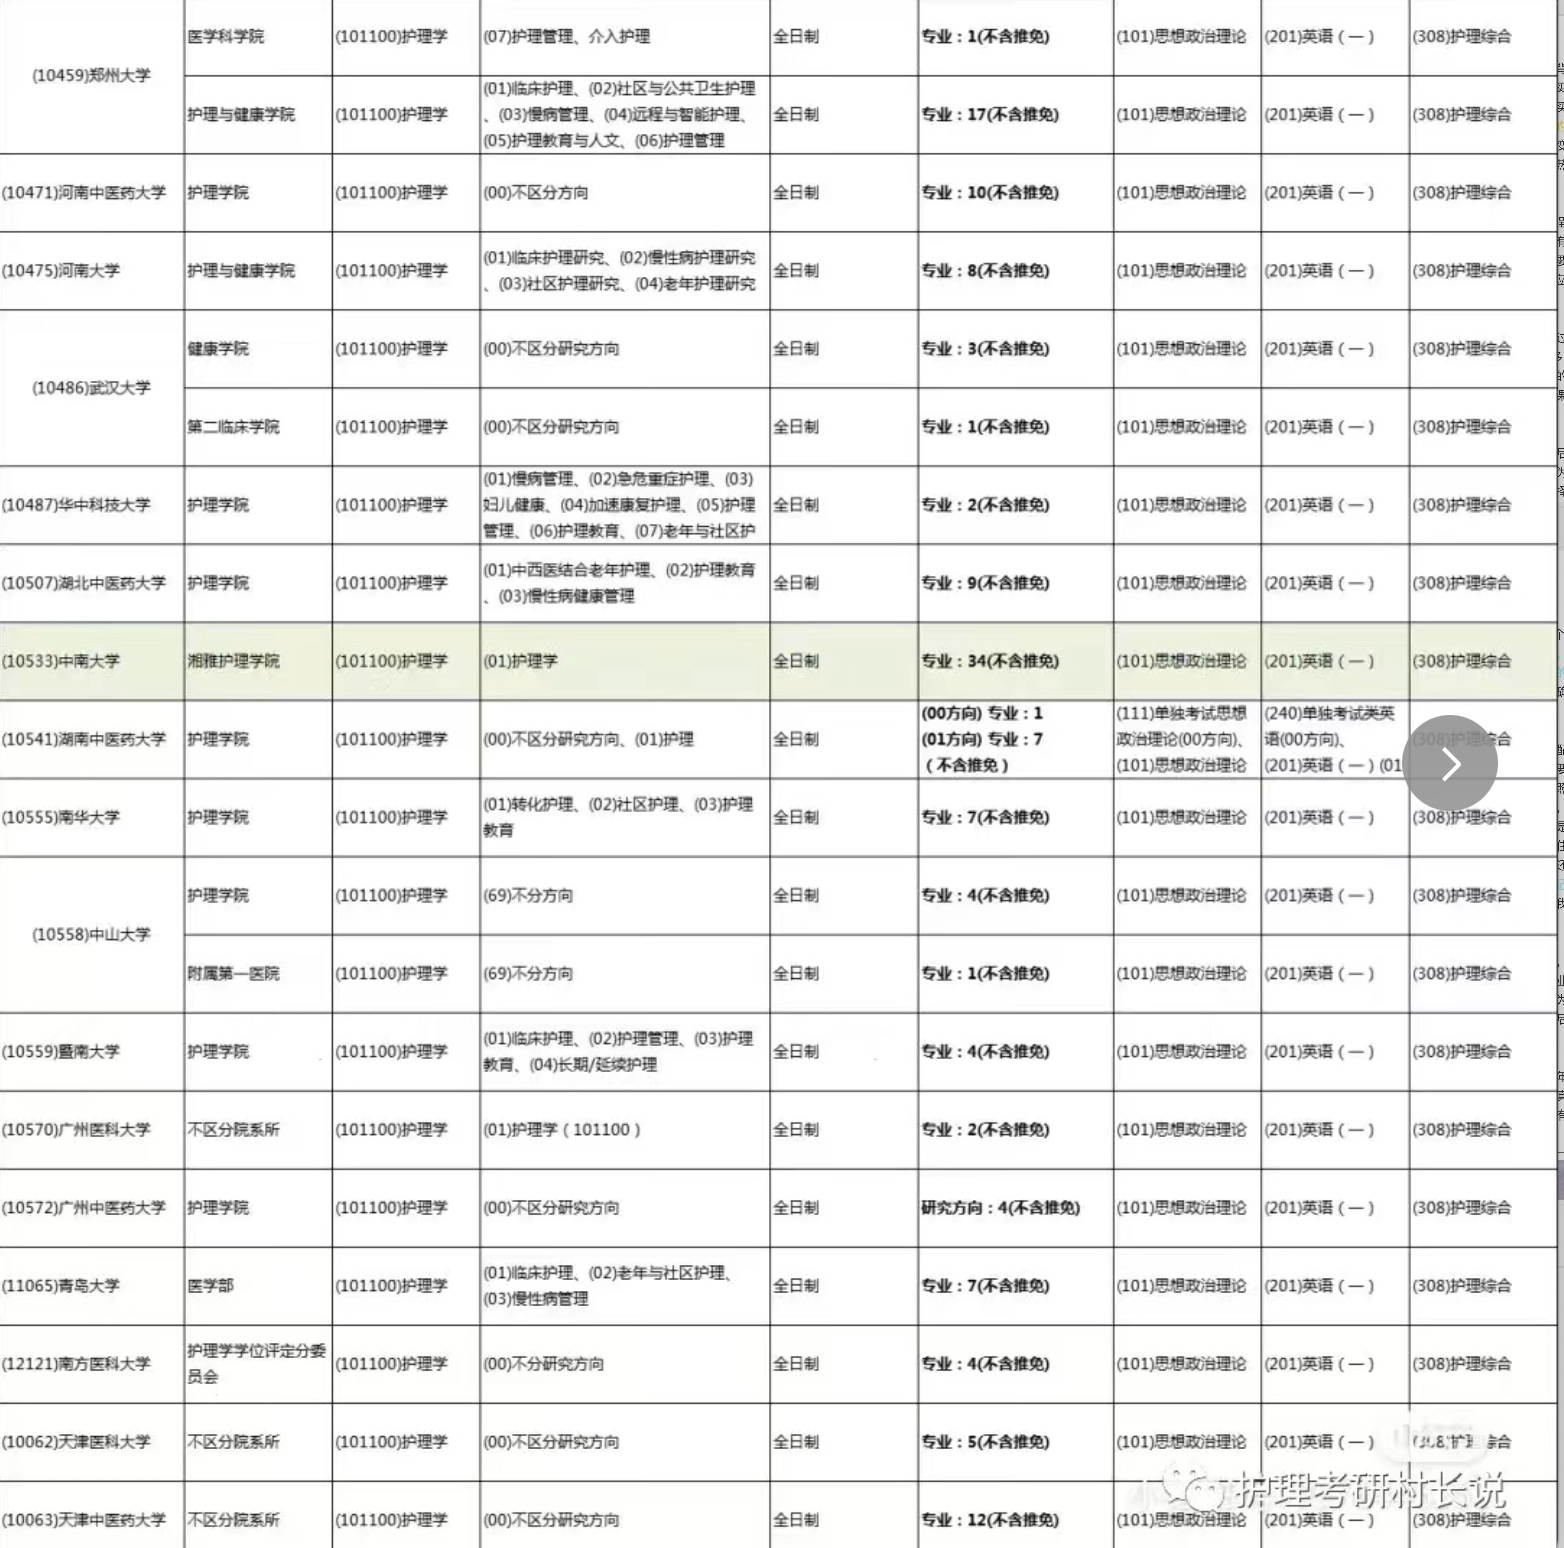 医学科学院 (101100)护理学 (07)护理管理、介入护理 全日制 专业：1(不含推免) (101)思想政治理论 (201)英语（一） (308)护理综合
(10459)郑州大学
(01)临床护理、(02)社区与公共卫生护理
护理与健康学院 (101100)护理学 、(03)慢病管理、(04)远程与智能护理、 全日制 专业：17(不含推免) (101)思想政治理论 (201)英语（一） (308)护理综合
(05)护理教育与人文、(06)护理管理
(10471)河南中医药大学 护理学院 (101100)护理学 (00)不区分方向 全日制 专业：10(不含推免) (101)思想政治理论 (201)英语（一） (308)护理综合
(01)临床护理研究、(02)慢性病护理研究
(10475)河南大学 护理与健康学院 (101100)护理学 全日制 专业：8(不含推免) (101)思想政治理论 (201)英语（一） (308)护理综合
、(03)社区护理研究、(04)老年护理研究
健康学院 (101100)护理学 (00)不区分研究方向 全日制 专业：3(不含推免) (101)思想政治理论 (201)英语（一） (308)护理综合
(10486)武汉大学
第二临床学院 (101100)护理学 (00)不区分研究方向 全日制 专业：1(不含推免) (101)思想政治理论 (201)英语（一） (308)护理综合
(01)慢病管理、(02)急危重症护理、(03)
(10487)华中科技大学 护理学院 (101100)护理学 妇儿健康、(04)加速康复护理、(05)护理 全日制 专业：2(不含推免) (101)思想政治理论 (201)英语（一） (308)护理综合
管理、(06)护理教育、(07)老年与社区护
(01)中西医结合老年护理、(02)护理教育
(10507)湖北中医药大学 护理学院 (101100)护理学 全日制 专业：9(不含推免) (101)思想政治理论 (201)英语（一） (308)护理综合
、(03)慢性病健康管理
(10533)中南大学 湘雅护理学院 (101100)护理学 (01)护理学 全日制 专业：34(不含推免) (101)思想政治理论 (201)英语（一） (308)护理综合
(00方向) 专业：1 (111)单独考试思想 (240)单独考试类英
(10541)湖南中医药大学 护理学院 (101100)护理学 (00)不区分研究方向、(01)护理 全日制 (01方向) 专业：7 政治理论(00方向)、 语(00方向)、 (308)护理综合
（不含推免） (101)思想政治理论 (201)英语（一）(01
(01)转化护理、(02)社区护理、(03)护理
(10555)南华大学 护理学院 (101100)护理学 全日制 专业：7(不含推免) (101)思想政治理论 (201)英语（一） (308)护理综合
教育
护理学院 (101100)护理学 (69)不分方向 全日制 专业：4(不含推免) (101)思想政治理论 (201)英语（一） (308)护理综合
(10558)中山大学
附属第一医院 (101100)护理学 (69)不分方向 全日制 专业：1(不含推免) (101)思想政治理论 (201)英语（一） (308)护理综合
(01)临床护理、(02)护理管理、(03)护理
(10559)暨南大学 护理学院 (101100)护理学 全日制 专业：4(不含推免) (101)思想政治理论 (201)英语（一） (308)护理综合
教育、(04)长期/延续护理
(10570)广州医科大学 不区分院系所 (101100)护理学 (01)护理学（101100） 全日制 专业：2(不含推免) (101)思想政治理论 (201)英语（一） (308)护理综合
(10572)广州中医药大学 护理学院 (101100)护理学 (00)不区分研究方向 全日制 研究方向：4(不含推免) (101)思想政治理论 (201)英语（一） (308)护理综合
(01)临床护理、(02)老年与社区护理、
(11065)青岛大学 医学部 (101100)护理学 全日制 专业：7(不含推免) (101)思想政治理论 (201)英语（一） (308)护理综合
(03)慢性病管理
护理学学位评定分委
(12121)南方医科大学 (101100)护理学 (00)不分研究方向 全日制 专业：4(不含推免) (101)思想政治理论 (201)英语（一） (308)护理综合
员会
(10062)天津医科大学 不区分院系所 (101100)护理学 (00)不区分研究方向 全日制 专业：5(不含推免) (101)思想政治理论 (201)英语（一） (308)护理综合
护理考研村长说
(10063)天津中医药大学 不区分院系所 (101100)护理学 (00)不区分研究方向 全日制 专业：12(不含推免) (101)思想政治理论 (201)英语（一） (308)护理综合